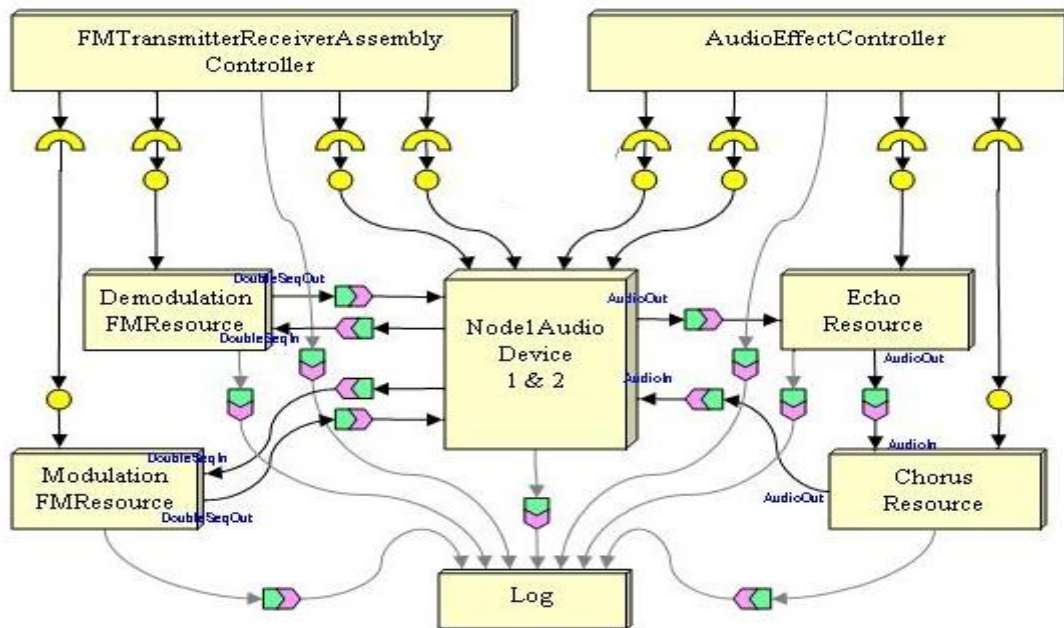 FMTransmitterReceiverAssembly
Controller
AudioEffectController
DoubleSeqOut
Demodulation
FMResource
DoubleSeqIn
Node1Audio
Device
1 & 2
AudioOut
AudioIn
Echo
Resource
AudioOut
DoubleSeqIn
Modulation
FMResource
DoubleSeqOut
AudioIn
Chorus
Resource
AudioOut
Log